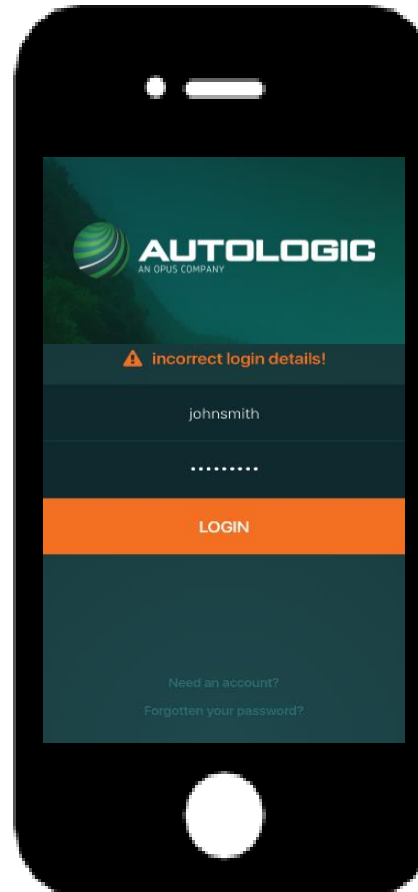 AUTOLOGIC
AN OPUS COMPANY
incorrect login details!
johnsmith
•••••••••
LOGIN
Need an account?
Forgotten your password?